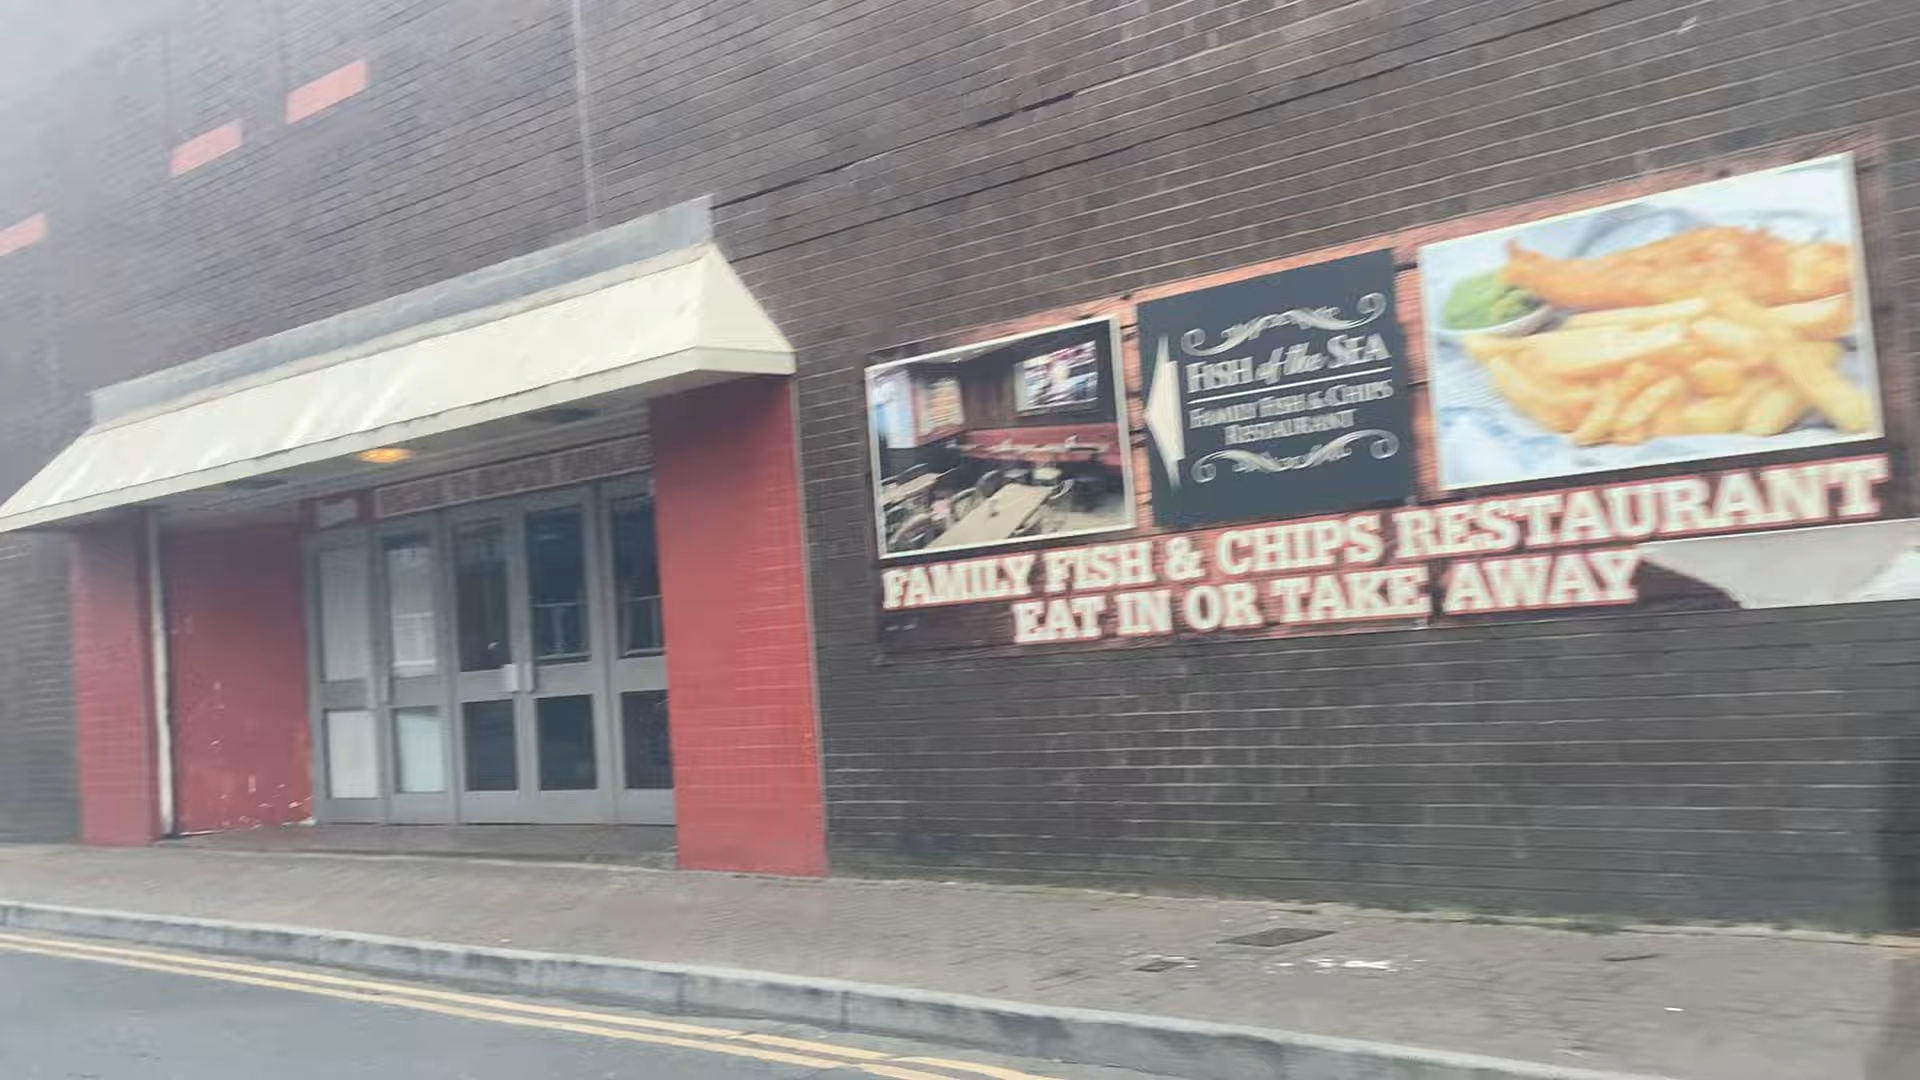 FISH of the SEA
FAMILY FISH & CHIPS
RESTAURANT
FAMILY FISH & CHIPS RESTAURANT
EAT IN OR TAKE AWAY